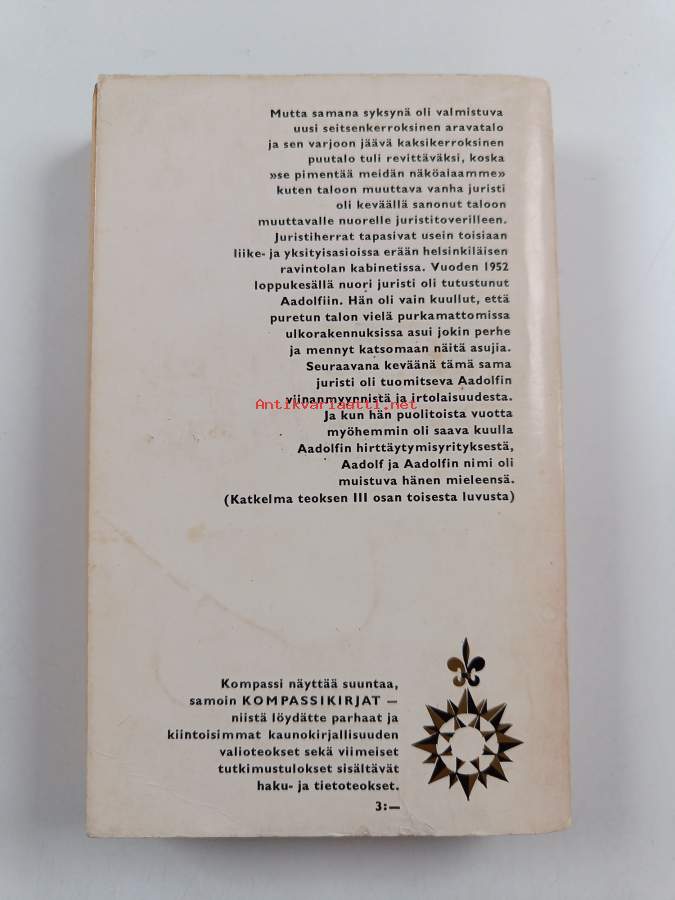 Mutta samana syksynä oli valmistuva
uusi seitsenkerroksinen aravatalo
ja sen varjoon jäävä kaksikerroksinen
puutalo tuli revittäväksi, koska
»se pimentää meidän näköalaamme»
kuten taloon muuttava vanha juristi
oli keväällä sanonut taloon
muuttavalle nuorelle juristitoverilleen.
Juristiherrat tapasivat usein toisiaan
liike- ja yksityisasioissa erään helsinkiläisen
ravintolan kabinetissa. Vuoden 1952
loppukesällä nuori juristi oli tutustunut
Aadolfiin. Hän oli vain kuullut, että
puretun talon vielä purkamattomissa
ulkorakennuksissa asui jokin perhe
ja mennyt katsomaan näitä asujia.
Seuraavana keväänä tämä sama
juristi oli tuomitseva Aadolfin
viinanmyynnistä ja irtolaisuudesta.
Antikvariaatti.net
Ja kun hän puolitoista vuotta
myöhemmin oli saava kuulla
Aadolfin hirttäytymisyrityksestä,
Aadolf ja Aadolfin nimi oli
muistuva hänen mieleensä.
(Katkelma teoksen III osan toisesta luvusta)
Kompassi näyttää suuntaa,
samoin KOMPASSIKIRJAT —
niistä löydätte parhaat ja
kiintoisimmat kaunokirjallisuuden
valioteokset sekä viimeiset
tutkimustulokset sisältävät
haku- ja tietoteokset.
3:—